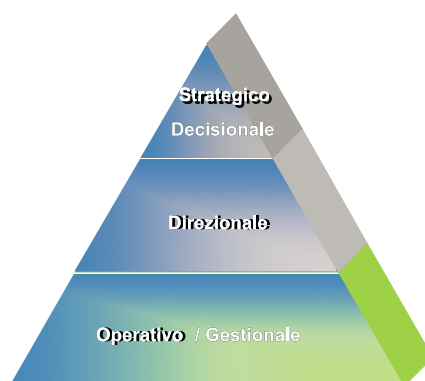 Strategico
Decisionale
Direzionale
Operativo / Gestionale